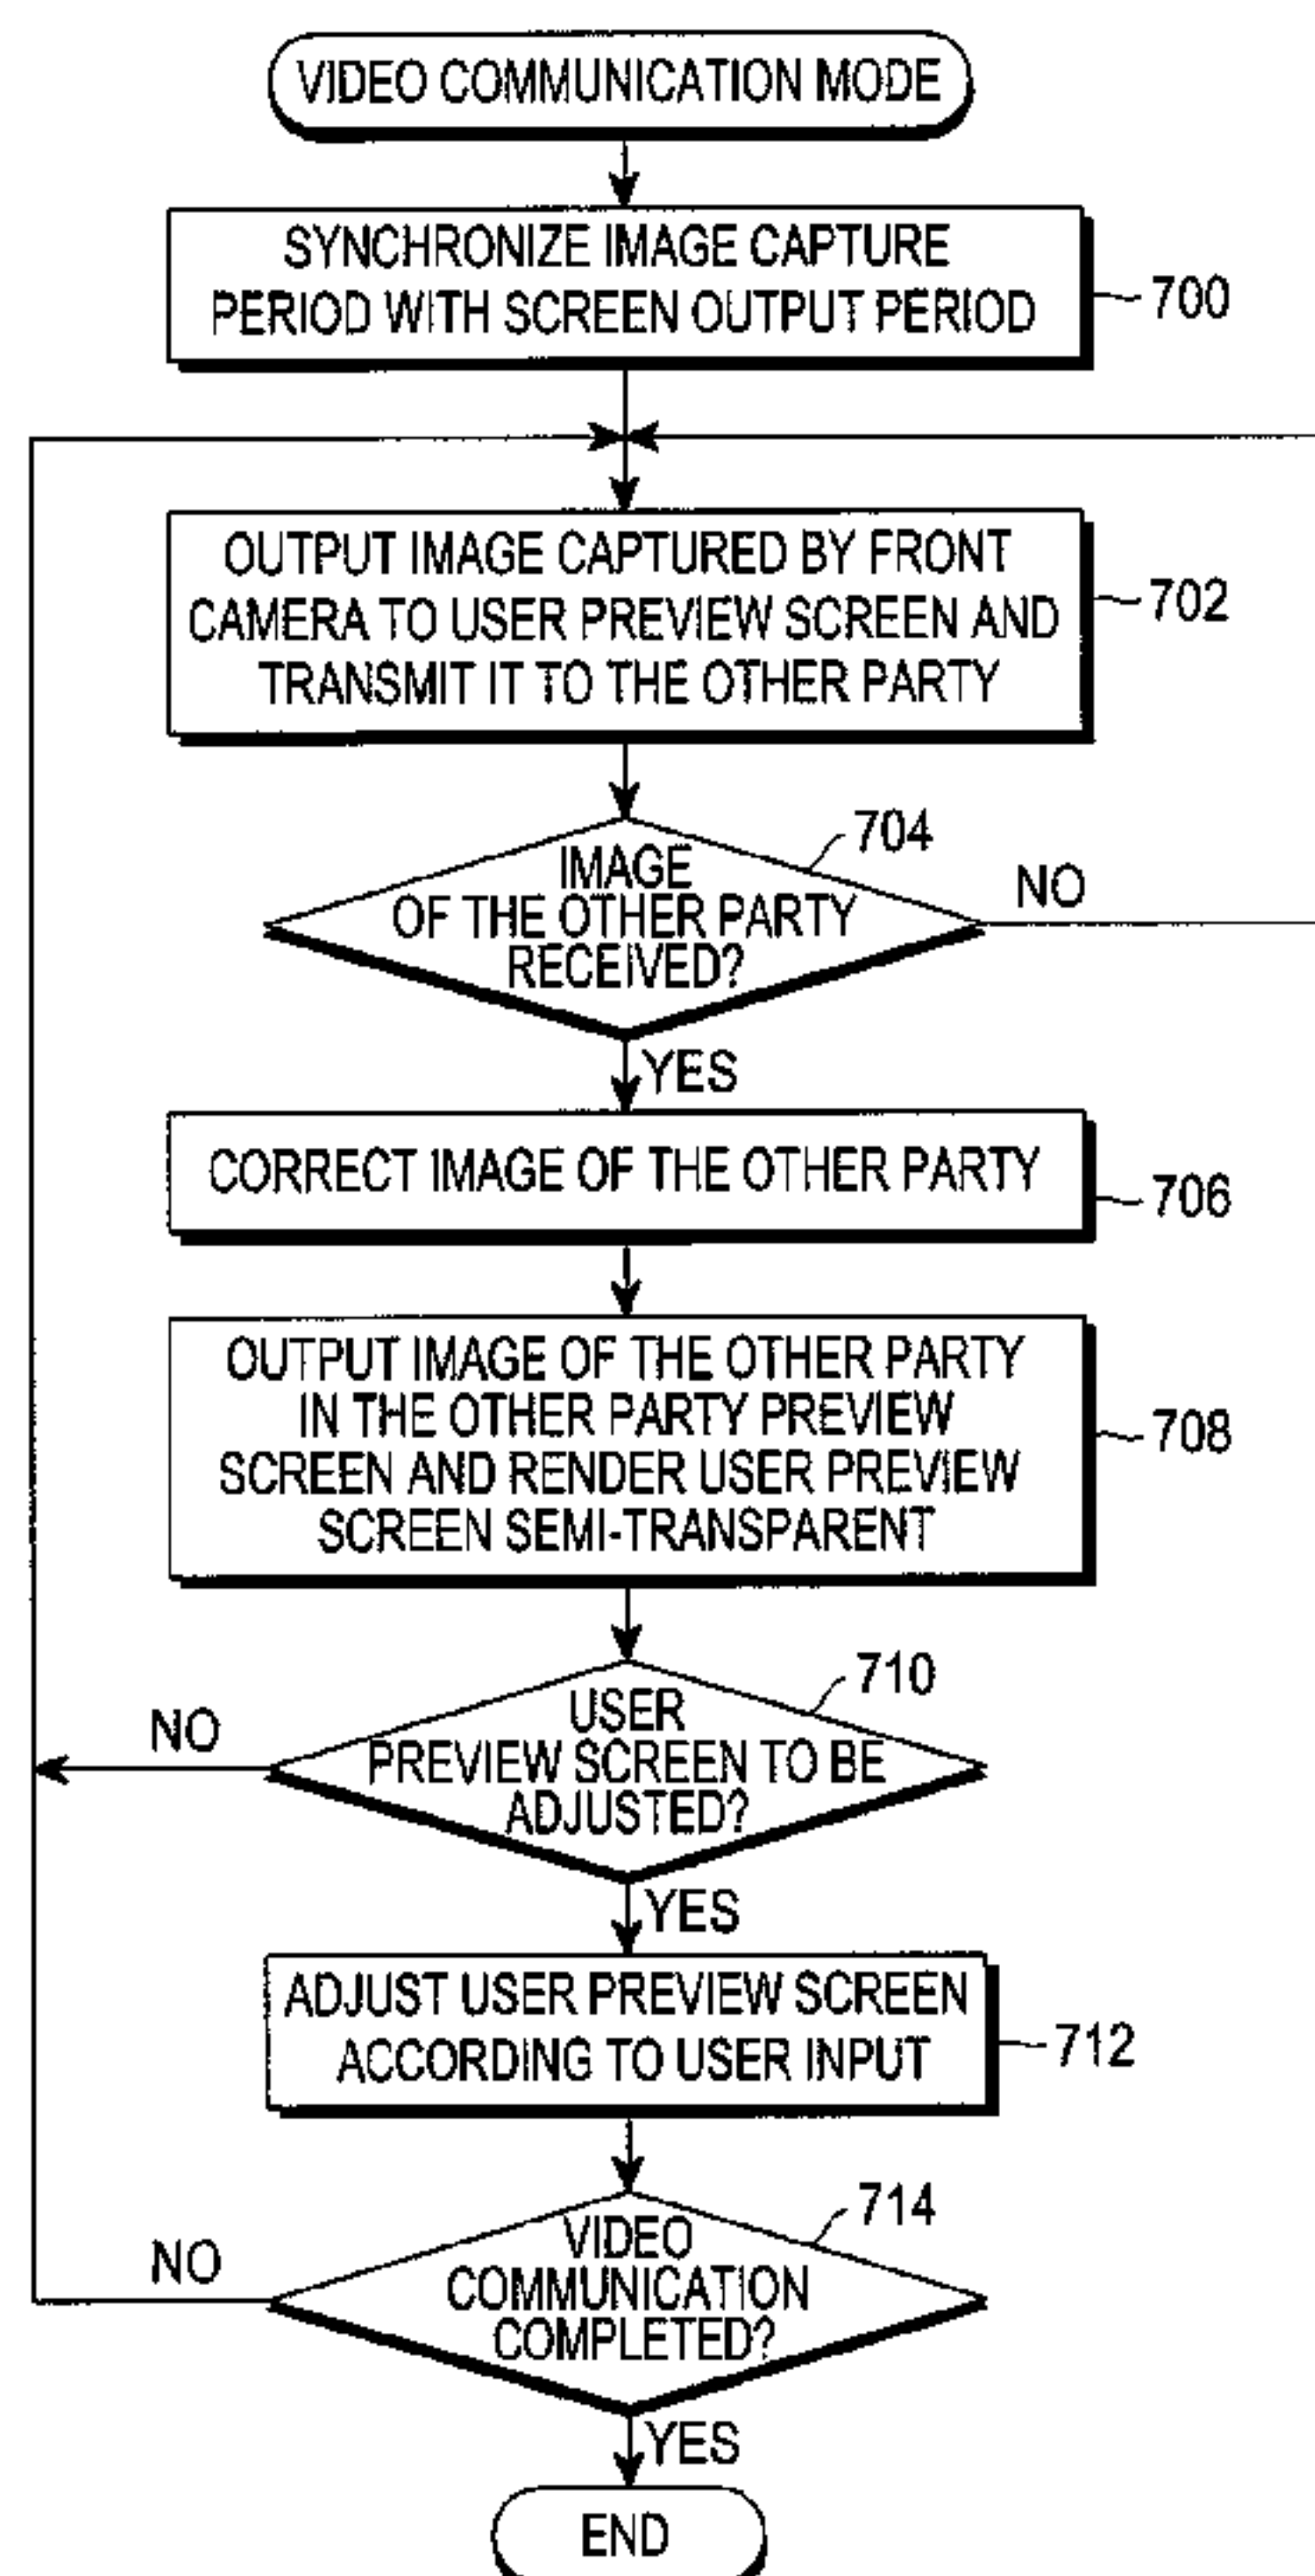 VIDEO COMMUNICATION MODE
SYNCHRONIZE IMAGE CAPTURE
PERIOD WITH SCREEN OUTPUT PERIOD
700
OUTPUT IMAGE CAPTURED BY FRONT
CAMERA TO USER PREVIEW SCREEN AND
TRANSMIT IT TO THE OTHER PARTY
702
704
IMAGE
OF THE OTHER PARTY
RECEIVED?
NO
YES
CORRECT IMAGE OF THE OTHER PARTY
706
OUTPUT IMAGE OF THE OTHER PARTY
IN THE OTHER PARTY PREVIEW
SCREEN AND RENDER USER PREVIEW
SCREEN SEMI-TRANSPARENT
708
710
USER
PREVIEW SCREEN TO BE
ADJUSTED?
NO
YES
ADJUST USER PREVIEW SCREEN
ACCORDING TO USER INPUT
712
714
VIDEO
COMMUNICATION
COMPLETED?
NO
YES
END